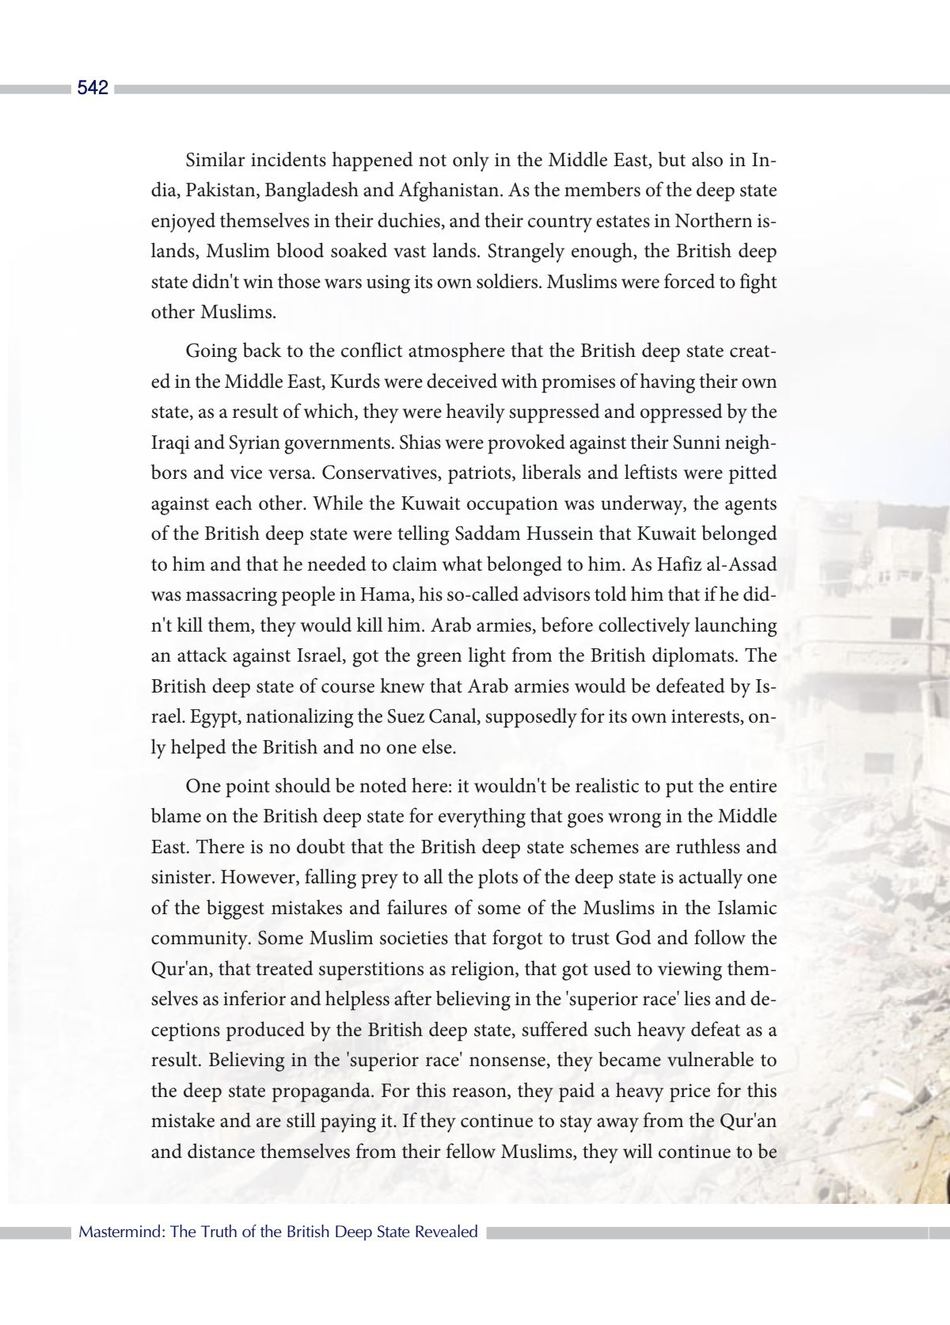 542
Similar incidents happened not only in the Middle East, but also in In-
dia, Pakistan, Bangladesh and Afghanistan. As the members of the deep state
enjoyed themselves in their duchies, and their country estates in Northern is-
lands, Muslim blood soaked vast lands. Strangely enough, the British deep
state didn't win those wars using its own soldiers. Muslims were forced to fight
other Muslims.
Going back to the conflict atmosphere that the British deep state creat-
ed in the Middle East, Kurds were deceived with promises of having their own
state, as a result of which, they were heavily suppressed and oppressed by the
Iraqi and Syrian governments. Shias were provoked against their Sunni neigh-
bors and vice versa. Conservatives, patriots, liberals and leftists were pitted
against each other. While the Kuwait occupation was underway, the agents
of the British deep state were telling Saddam Hussein that Kuwait belonged
to him and that he needed to claim what belonged to him. As Hafiz al-Assad
was massacring people in Hama, his so-called advisors told him that if he did-
n't kill them, they would kill him. Arab armies, before collectively launching
an attack against Israel, got the green light from the British diplomats. The
British deep state of course knew that Arab armies would be defeated by Is-
rael. Egypt, nationalizing the Suez Canal, supposedly for its own interests, on-
ly helped the British and no one else.
One point should be noted here: it wouldn't be realistic to put the entire
blame on the British deep state for everything that goes wrong in the Middle
East. There is no doubt that the British deep state schemes are ruthless and
sinister. However, falling prey to all the plots of the deep state is actually one
of the biggest mistakes and failures of some of the Muslims in the Islamic
community. Some Muslim societies that forgot to trust God and follow the
Qur'an, that treated superstitions as religion, that got used to viewing them-
selves as inferior and helpless after believing in the 'superior race' lies and de-
ceptions produced by the British deep state, suffered such heavy defeat as a
result. Believing in the 'superior race' nonsense, they became vulnerable to
the deep state propaganda. For this reason, they paid a heavy price for this
mistake and are still paying it. If they continue to stay away from the Qur'an
and distance themselves from their fellow Muslims, they will continue to be
Mastermind: The Truth of the British Deep State Revealed